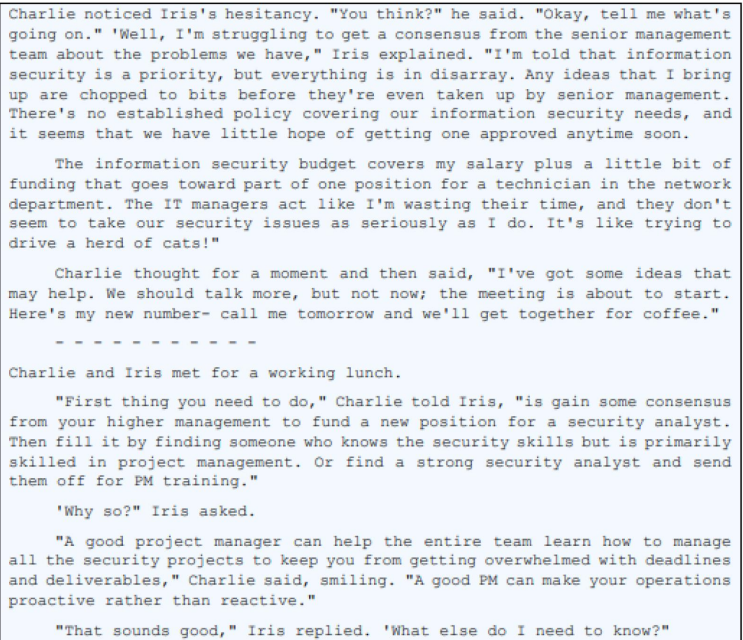 Charlie noticed Iris's hesitancy. "You think?" he said. "Okay, tell me what's
going on." 'Well, I'm struggling to get a consensus from the senior management
team about the problems we have," Iris explained. "I'm told that information
security is a priority, but everything is in disarray. Any ideas that I bring
up are chopped to bits before they're even taken up by senior management.
There's no established policy covering our information security needs, and
it seems that we have little hope of getting one approved anytime soon.
The information security budget covers my salary plus a little bit of
funding that goes toward part of one position for a technician in the network
department. The IT managers act like I'm wasting their time, and they don't
seem to take our security issues as seriously as I do. It's like trying to
drive a herd of cats!"
Charlie thought for a moment and then said, "I've got some ideas that
may help. We should talk more, but not now; the meeting is about to start.
Here's my new number- call me tomorrow and we'll get together for coffee."
- - - - - - - - - - -
Charlie and Iris met for a working lunch.
"First thing you need to do," Charlie told Iris, "is gain some consensus
from your higher management to fund a new position for a security analyst.
Then fill it by finding someone who knows the security skills but is primarily
skilled in project management. Or find a strong security analyst and send
them off for PM training."
'Why so?" Iris asked.
"A good project manager can help the entire team learn how to manage
all the security projects to keep you from getting overwhelmed with deadlines
and deliverables," Charlie said, smiling. "A good PM can make your operations
proactive rather than reactive."
"That sounds good," Iris replied. 'What else do I need to know?"